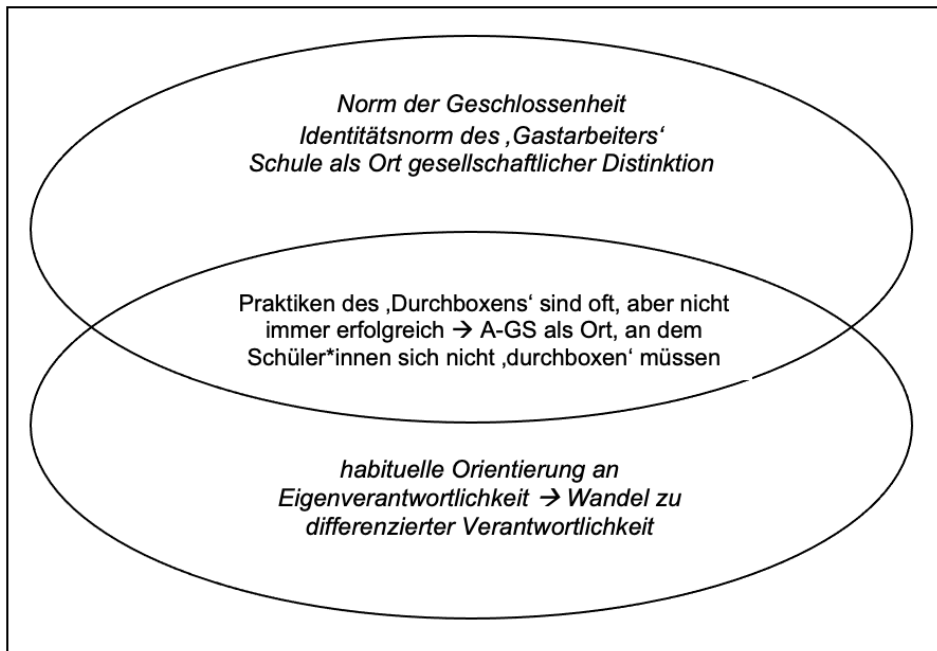 Norm der Geschlossenheit
Identitätsnorm des ‚Gastarbeiters‘
Schule als Ort gesellschaftlicher Distinktion
Praktiken des ‚Durchboxens‘ sind oft, aber nicht
immer erfolgreich → A-GS als Ort, an dem
Schüler*innen sich nicht ‚durchboxen‘ müssen
habituelle Orientierung an
Eigenverantwortlichkeit → Wandel zu
differenzierter Verantwortlichkeit